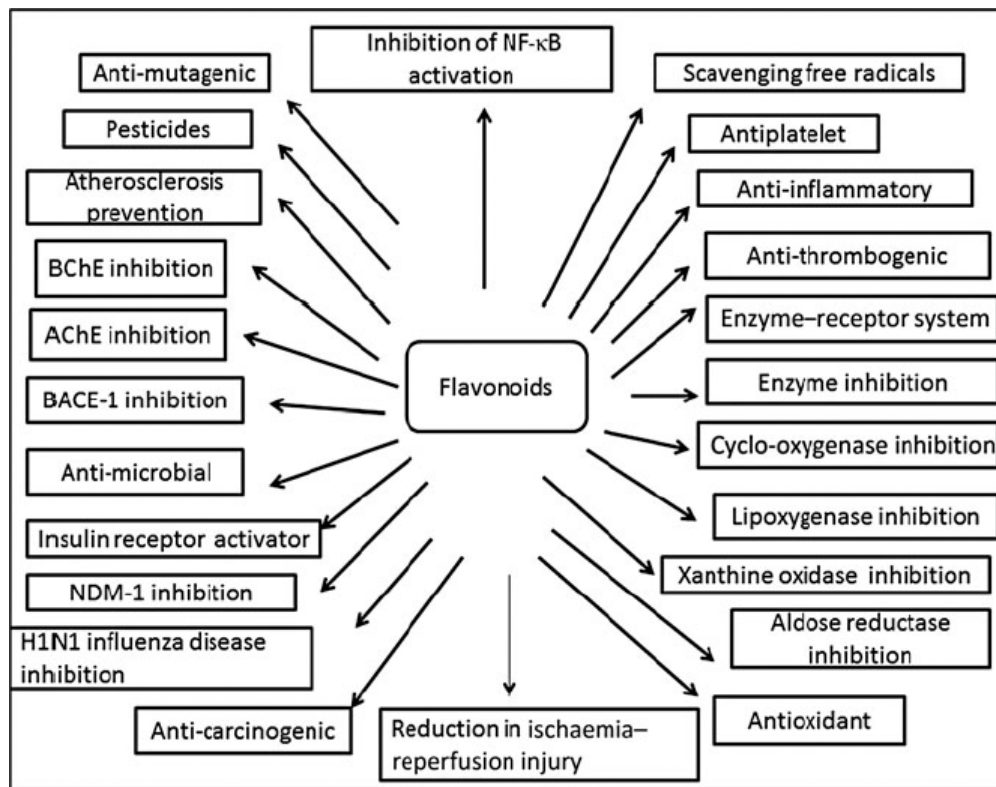 Inhibition of NF-κB
activation
Anti-mutagenic
Scavenging free radicals
Pesticides
Antiplatelet
Atherosclerosis
prevention
Anti-inflammatory
BChE inhibition
Anti-thrombogenic
AChE inhibition
Enzyme–receptor system
Flavonoids
BACE-1 inhibition
Enzyme inhibition
Cyclo-oxygenase inhibition
Anti-microbial
Lipoxygenase inhibition
Insulin receptor activator
Xanthine oxidase inhibition
NDM-1 inhibition
Aldose reductase
inhibition
H1N1 influenza disease
inhibition
Anti-carcinogenic
Reduction in ischaemia–
reperfusion injury
Antioxidant